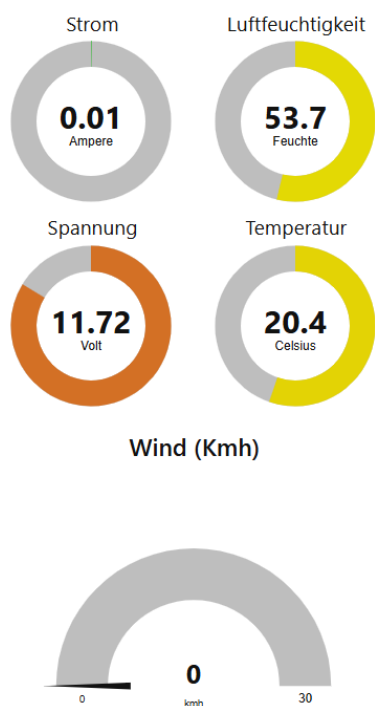 Strom
0.01
Ampere
Luftfeuchtigkeit
53.7
Feuchte
Spannung
11.72
Volt
Temperatur
20.4
Celsius
Wind (Kmh)
0
kmh
0
30